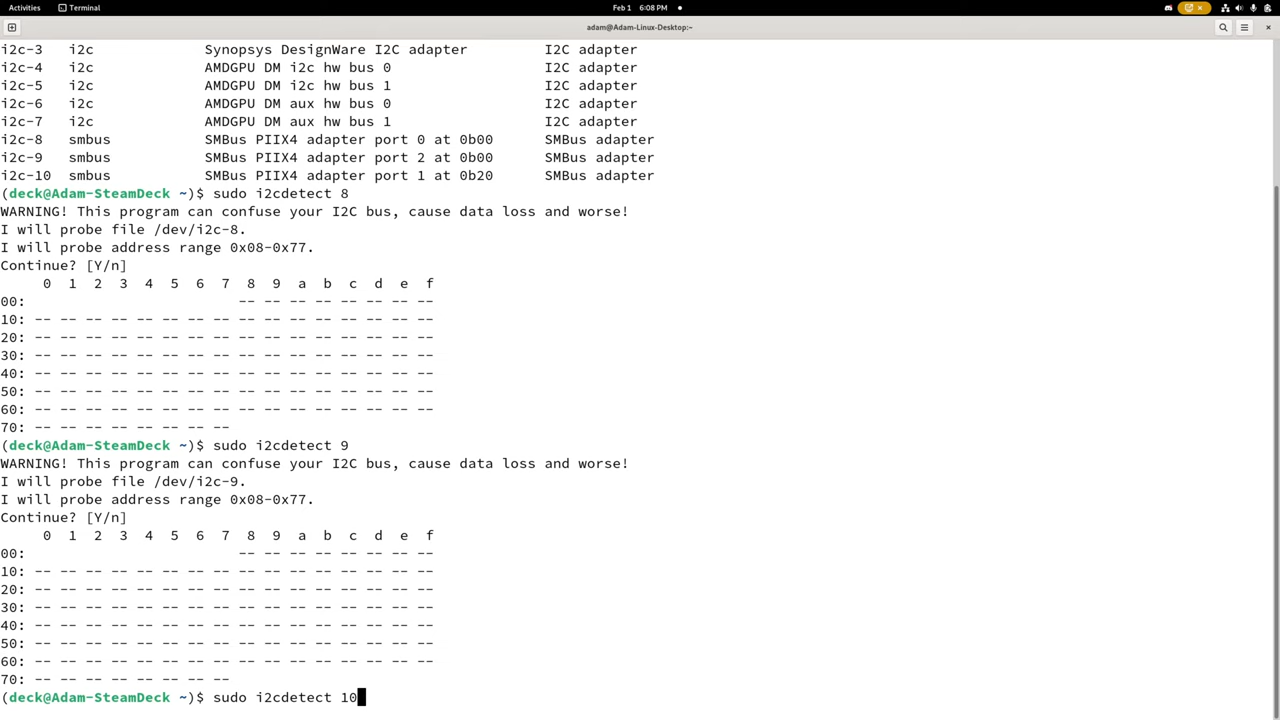 Activities Terminal Feb 1 6:08 PM
adam@Adam-Linux-Desktop:~
i2c-3 i2c Synopsys DesignWare I2C adapter I2C adapter
i2c-4 i2c AMDGPU DM i2c hw bus 0 I2C adapter
i2c-5 i2c AMDGPU DM i2c hw bus 1 I2C adapter
i2c-6 i2c AMDGPU DM aux hw bus 0 I2C adapter
i2c-7 i2c AMDGPU DM aux hw bus 1 I2C adapter
i2c-8 smbus SMBus PIIX4 adapter port 0 at 0b00 SMBus adapter
i2c-9 smbus SMBus PIIX4 adapter port 2 at 0b00 SMBus adapter
i2c-10 smbus SMBus PIIX4 adapter port 1 at 0b20 SMBus adapter
(deck@Adam-SteamDeck ~)$ sudo i2cdetect 8
WARNING! This program can confuse your I2C bus, cause data loss and worse!
I will probe file /dev/i2c-8.
I will probe address range 0x08-0x77.
Continue? [Y/n]
0 1 2 3 4 5 6 7 8 9 a b c d e f
00: -- -- -- -- -- -- -- --
10: -- -- -- -- -- -- -- -- -- -- -- -- -- -- -- --
20: -- -- -- -- -- -- -- -- -- -- -- -- -- -- -- --
30: -- -- -- -- -- -- -- -- -- -- -- -- -- -- -- --
40: -- -- -- -- -- -- -- -- -- -- -- -- -- -- -- --
50: -- -- -- -- -- -- -- -- -- -- -- -- -- -- -- --
60: -- -- -- -- -- -- -- -- -- -- -- -- -- -- -- --
70: -- -- -- -- -- -- -- --
(deck@Adam-SteamDeck ~)$ sudo i2cdetect 9
WARNING! This program can confuse your I2C bus, cause data loss and worse!
I will probe file /dev/i2c-9.
I will probe address range 0x08-0x77.
Continue? [Y/n]
0 1 2 3 4 5 6 7 8 9 a b c d e f
00: -- -- -- -- -- -- -- --
10: -- -- -- -- -- -- -- -- -- -- -- -- -- -- -- --
20: -- -- -- -- -- -- -- -- -- -- -- -- -- -- -- --
30: -- -- -- -- -- -- -- -- -- -- -- -- -- -- -- --
40: -- -- -- -- -- -- -- -- -- -- -- -- -- -- -- --
50: -- -- -- -- -- -- -- -- -- -- -- -- -- -- -- --
60: -- -- -- -- -- -- -- -- -- -- -- -- -- -- -- --
70: -- -- -- -- -- -- -- --
(deck@Adam-SteamDeck ~)$ sudo i2cdetect 10